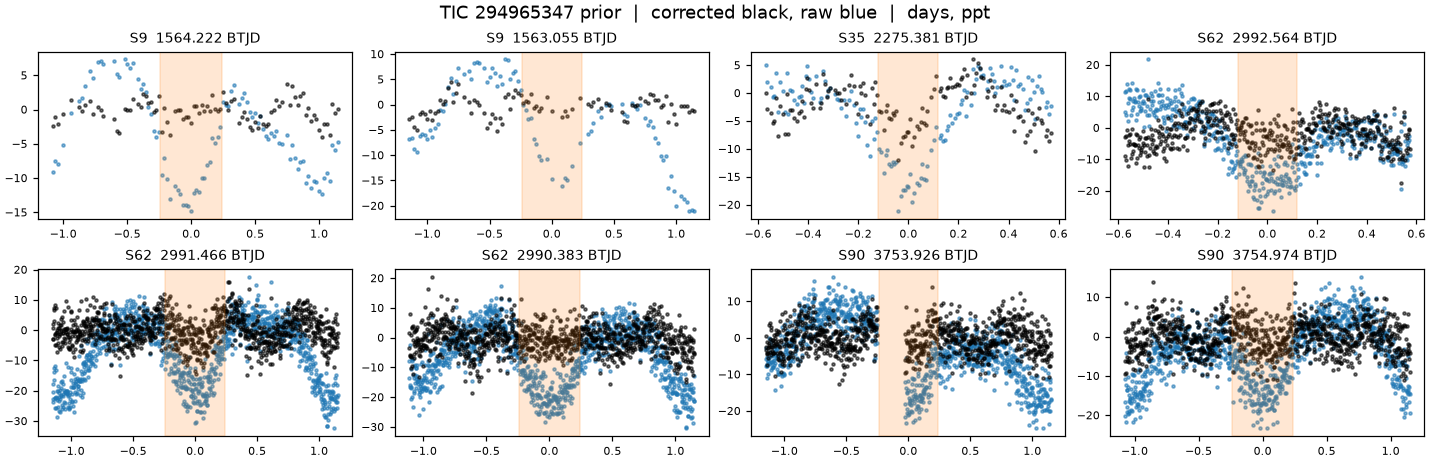 TIC 294965347 prior | corrected black, raw blue | days, ppt
S9 1564.222 BTJD
S9 1563.055 BTJD
S35 2275.381 BTJD
S62 2992.564 BTJD
5
0
−5
−10
−15
−1.0 −0.5 0.0 0.5 1.0
10
5
0
−5
−10
−15
−20
−1.0 −0.5 0.0 0.5 1.0
5
0
−5
−10
−15
−20
−0.6 −0.4 −0.2 0.0 0.2 0.4 0.6
20
10
0
−10
−20
−0.6 −0.4 −0.2 0.0 0.2 0.4 0.6
S62 2991.466 BTJD
S62 2990.383 BTJD
S90 3753.926 BTJD
S90 3754.974 BTJD
20
10
0
−10
−20
−30
−1.0 −0.5 0.0 0.5 1.0
20
10
0
−10
−20
−30
−1.0 −0.5 0.0 0.5 1.0
10
0
−10
−20
−1.0 −0.5 0.0 0.5 1.0
10
0
−10
−20
−1.0 −0.5 0.0 0.5 1.0